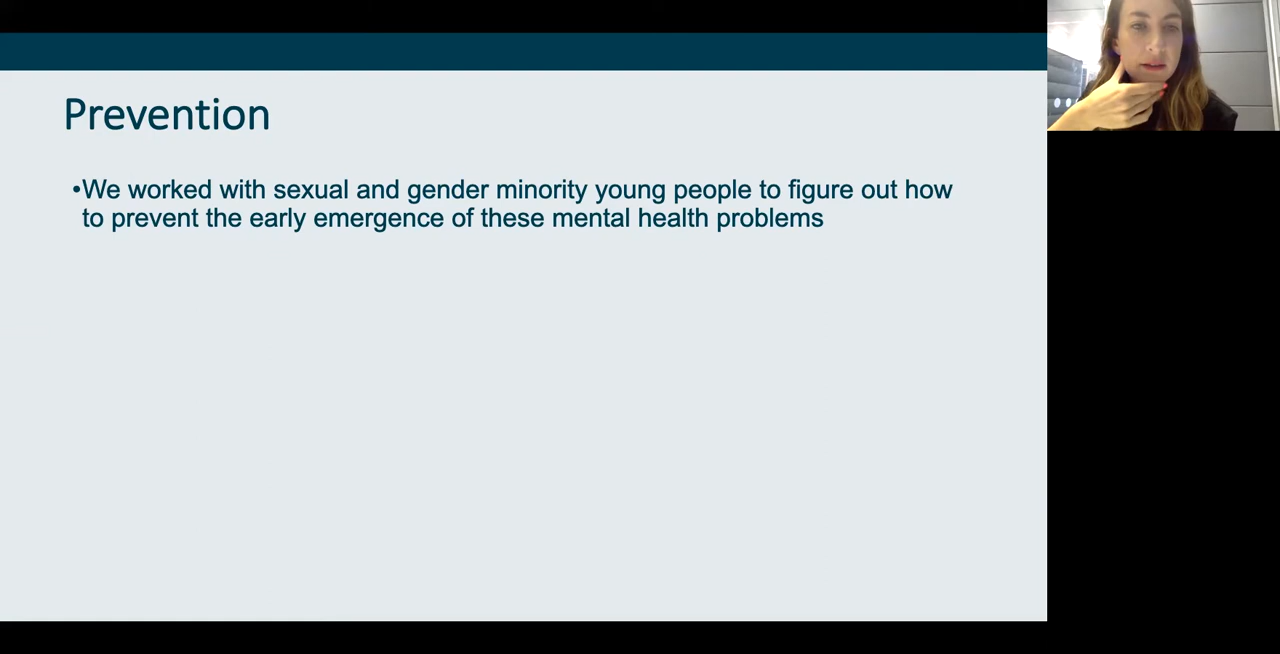 Prevention
•We worked with sexual and gender minority young people to figure out how
to prevent the early emergence of these mental health problems